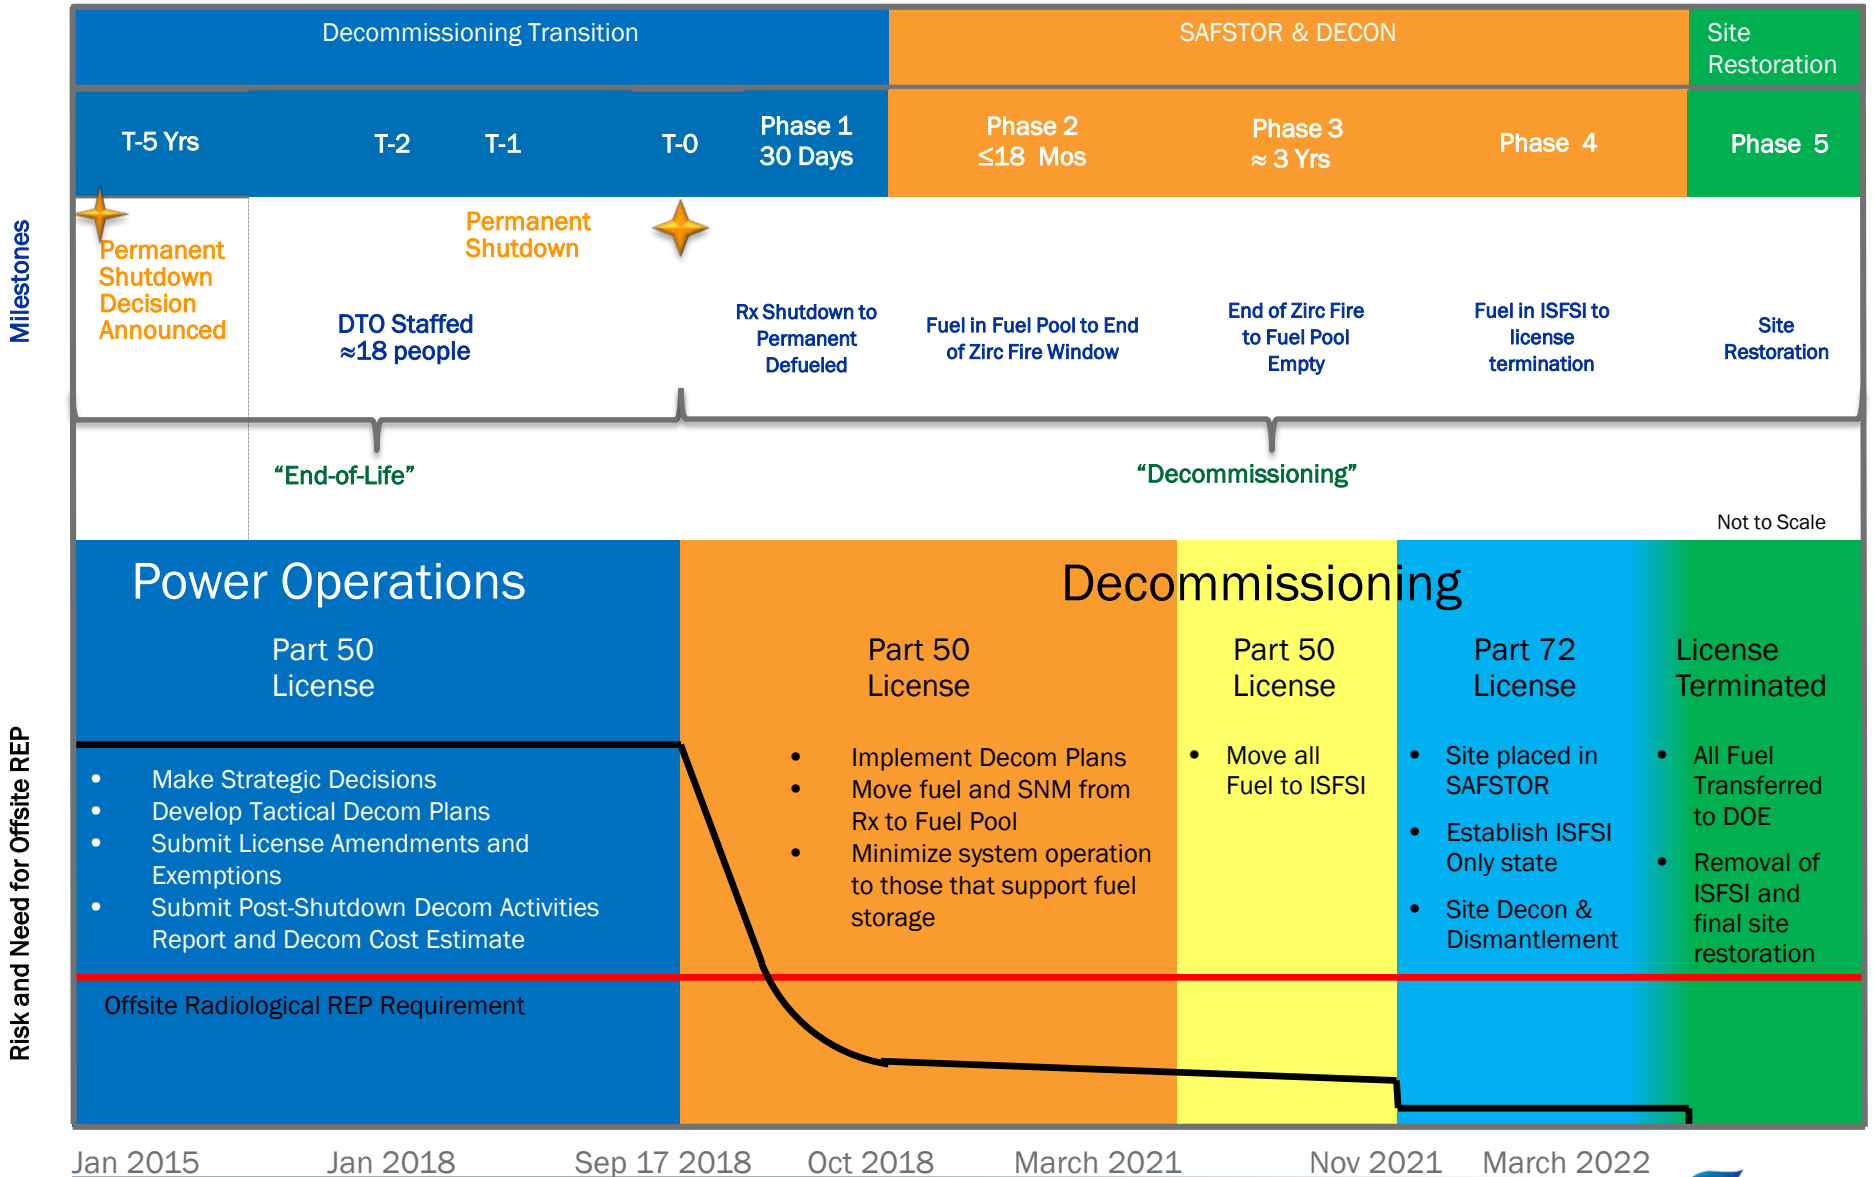 Decommissioning Transition
SAFSTOR & DECON
Site
Restoration
T-5 Yrs
T-2
T-1
T-0
Phase 1
30 Days
Phase 2
≤18 Mos
Phase 3
≈ 3 Yrs
Phase 4
Phase 5
Milestones
Permanent
Shutdown
Decision
Announced
Permanent
Shutdown
DTO Staffed
≈18 people
Rx Shutdown to
Permanent
Defueled
Fuel in Fuel Pool to End
of Zirc Fire Window
End of Zirc Fire
to Fuel Pool
Empty
Fuel in ISFSI to
license
termination
Site
Restoration
“End-of-Life”
“Decommissioning”
Not to Scale
Risk and Need for Offsite REP
Power Operations
Decommissioning
Part 50
License
Part 50
License
Part 50
License
Part 72
License
License
Terminated
• Make Strategic Decisions
• Develop Tactical Decom Plans
• Submit License Amendments and
Exemptions
• Submit Post-Shutdown Decom Activities
Report and Decom Cost Estimate
• Implement Decom Plans
• Move fuel and SNM from
Rx to Fuel Pool
• Minimize system operation
to those that support fuel
storage
• Move all
Fuel to ISFSI
• Site placed in
SAFSTOR
• Establish ISFSI
Only state
• Site Decon &
Dismantlement
• All Fuel
Transferred
to DOE
• Removal of
ISFSI and
final site
restoration
Offsite Radiological REP Requirement
Jan 2015
Jan 2018
Sep 17 2018
Oct 2018
March 2021
Nov 2021
March 2022